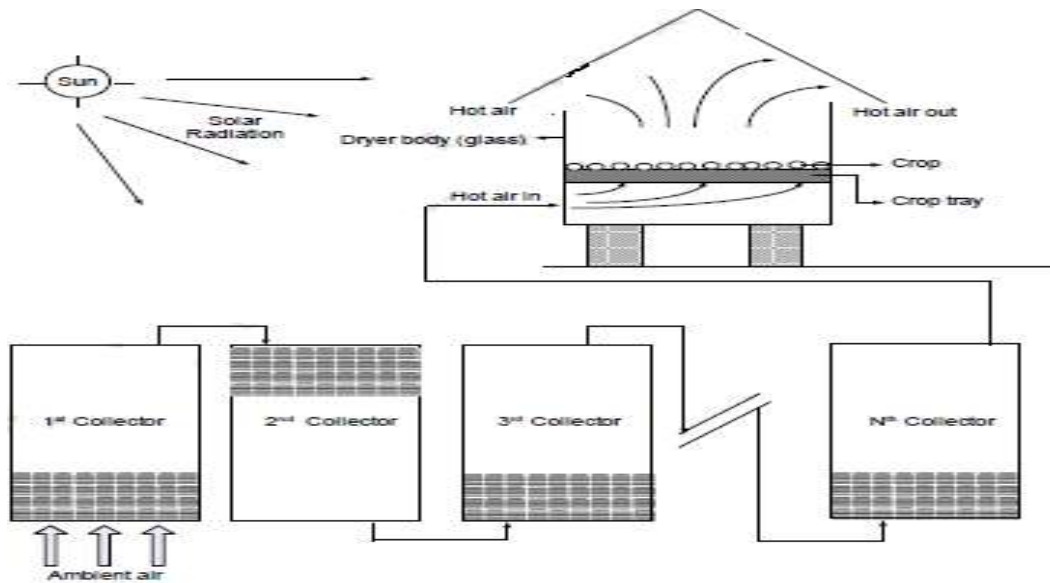 Sun
Solar
Radiation
Hot air
Hot air out
Dryer body (glass)
Crop
Hot air in
Crop tray
1st Collector
2nd Collector
3rd Collector
Nth Collector
Ambient air